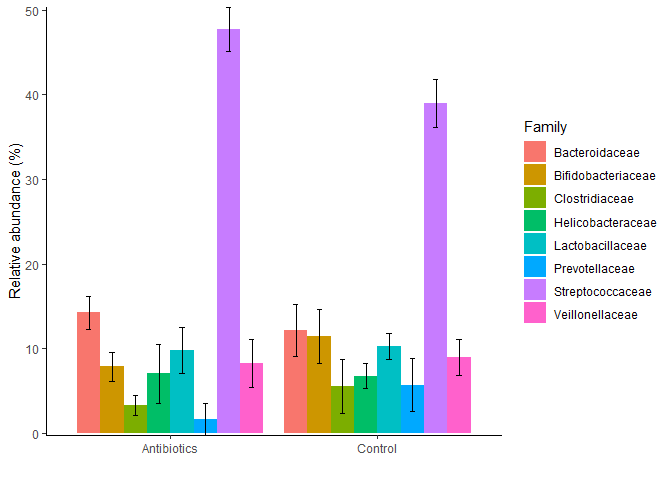 Relative abundance (%)
50
40
30
20
10
0
Antibiotics
Control
Family
Bacteroidaceae
Bifidobacteriaceae
Clostridiaceae
Helicobacteraceae
Lactobacillaceae
Prevotellaceae
Streptococcaceae
Veillonellaceae